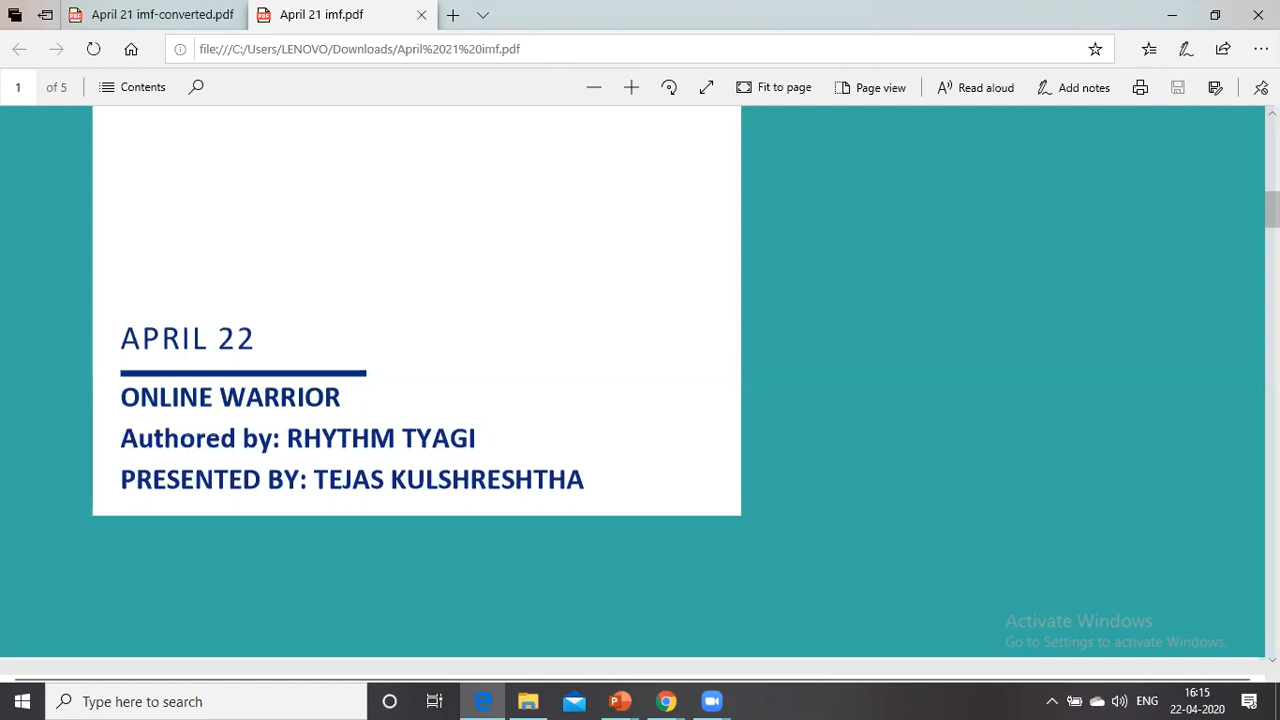 April 21 imf-converted.pdf
April 21 imf.pdf
file:///C:/Users/LENOVO/Downloads/April%2021%20imf.pdf
1 of 5 Contents Fit to page Page view Read aloud Add notes
APRIL 22
ONLINE WARRIOR
Authored by: RHYTHM TYAGI
PRESENTED BY: TEJAS KULSHRESHTHA
Activate Windows
Go to Settings to activate Windows.
Type here to search
ENG
16:15
22-04-2020